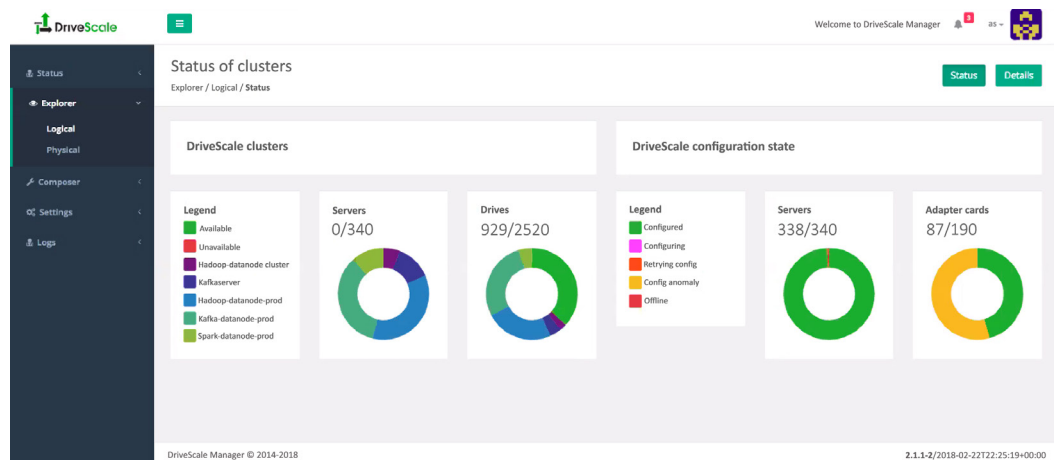 DriveScale
Welcome to DriveScale Manager
3
as
Status
Explorer
Logical
Physical
Composer
Settings
Logs
Status of clusters
Explorer / Logical / Status
Status
Details
DriveScale clusters
Legend
Available
Unavailable
Hadoop-datanode cluster
Kafkaserver
Hadoop-datanode-prod
Kafka-datanode-prod
Spark-datanode-prod
Servers
0/340
Drives
929/2520
DriveScale configuration state
Legend
Configured
Configuring
Retrying config
Config anomaly
Offline
Servers
338/340
Adapter cards
87/190
DriveScale Manager © 2014-2018
2.1.1-2/2018-02-22T22:25:19+00:00